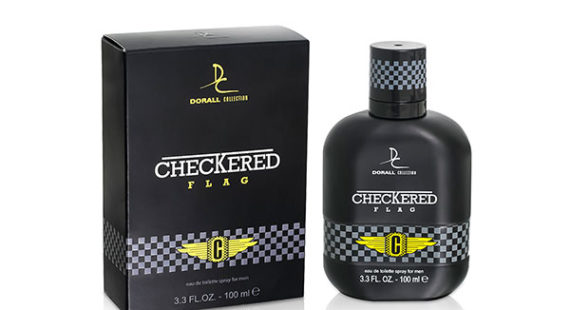 DC
DORALL COLLECTION
CHECKERED
FLAG
C
eau de toilette spray for men
3.3 FL. OZ. - 100 ml ℮
DC
DORALL COLLECTION
CHECKERED
FLAG
C
eau de toilette spray for men
3.3 FL. OZ. - 100 ml ℮